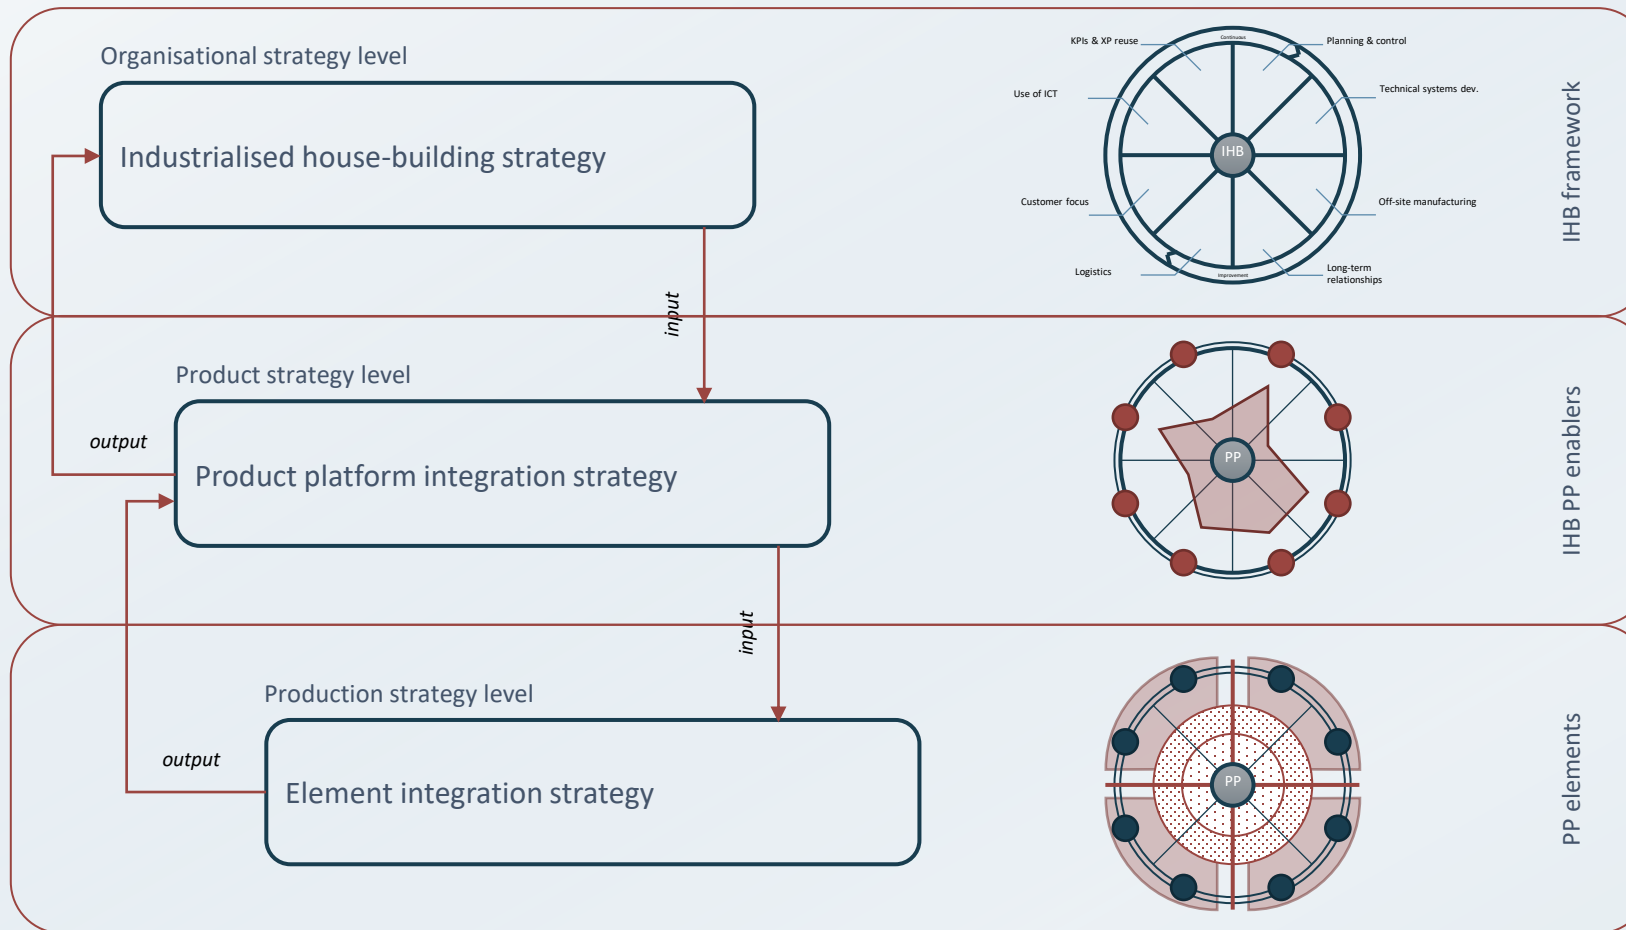 Organisational strategy level
Industrialised house-building strategy
input
Continuous
KPIs & XP reuse
Planning & control
Use of ICT
Technical systems dev.
IHB
Customer focus
Off-site manufacturing
Logistics
Improvement
Long-term
relationships
IHB framework
Product strategy level
output
Product platform integration strategy
input
PP
IHB PP enablers
Production strategy level
output
Element integration strategy
PP
PP elements